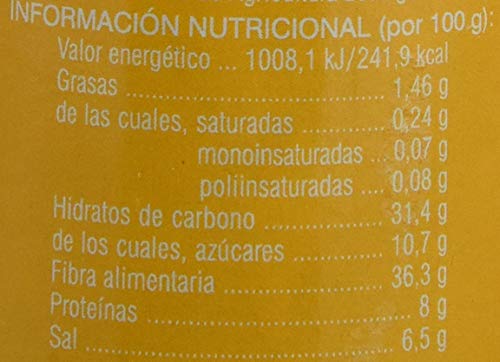 INFORMACIÓN NUTRICIONAL (por 100 g):
Valor energético ... 1008,1 kJ/241,9 kcal
Grasas ........................................ 1,46 g
de las cuales, saturadas ............ 0,24 g
monoinsaturadas ... 0,07 g
poliinsaturadas .... 0,08 g
Hidratos de carbono .................. 31,4 g
de los cuales, azúcares .............. 10,7 g
Fibra alimentaria ........................ 36,3 g
Proteínas ........................................ 8 g
Sal ................................................ 6,5 g